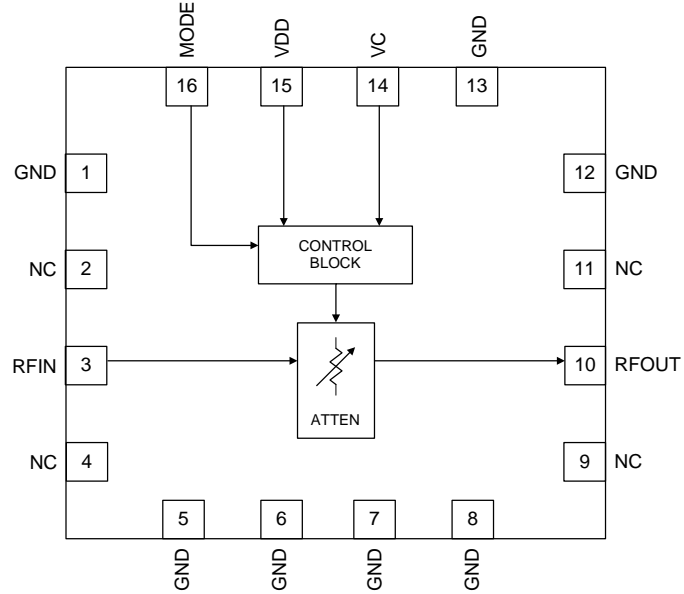 MODE
VDD
VC
GND
16
15
14
13
GND 1
12 GND
CONTROL
BLOCK
NC 2
11 NC
RFIN 3
10 RFOUT
ATTEN
NC 4
9 NC
5
6
7
8
GND
GND
GND
GND